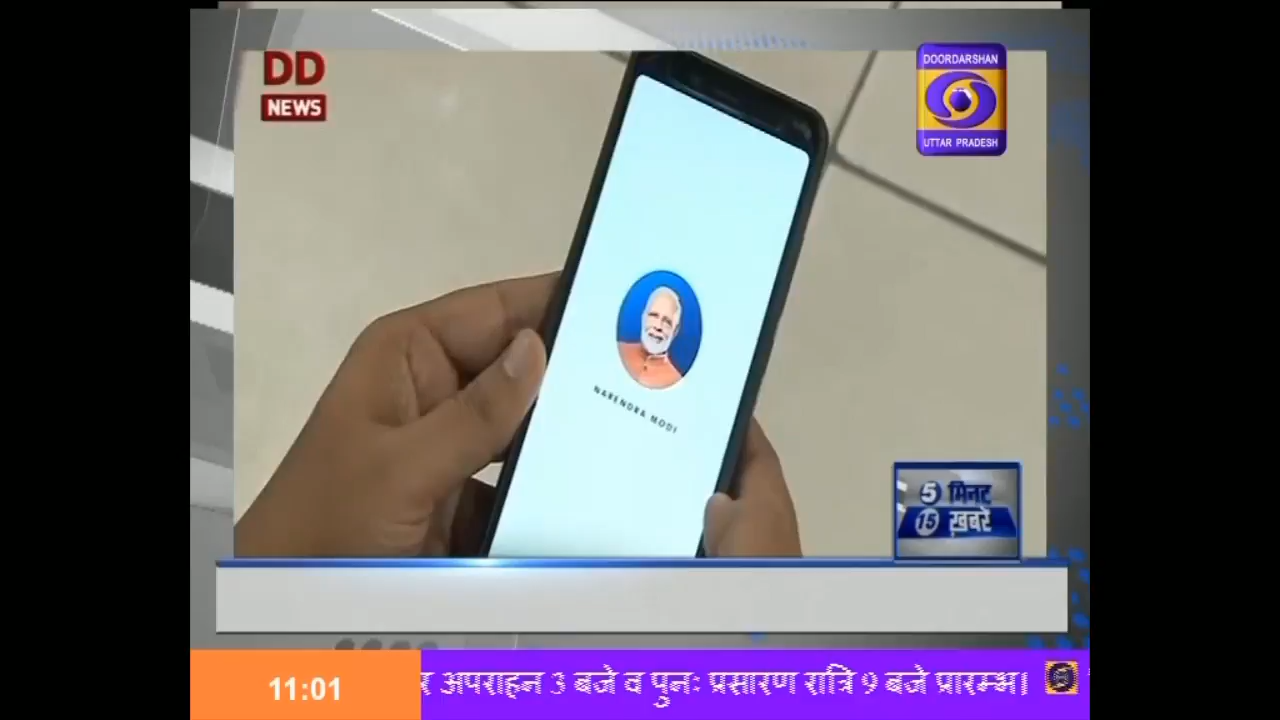 DD
NEWS
DOORDARSHAN
UTTAR PRADESH
NARENDRA MODI
5 मिनट
15 ख़बरें
11:01
र अपराहन 3 बजे व पुनः प्रसारण रात्रि 9 बजे प्रारम्भ।